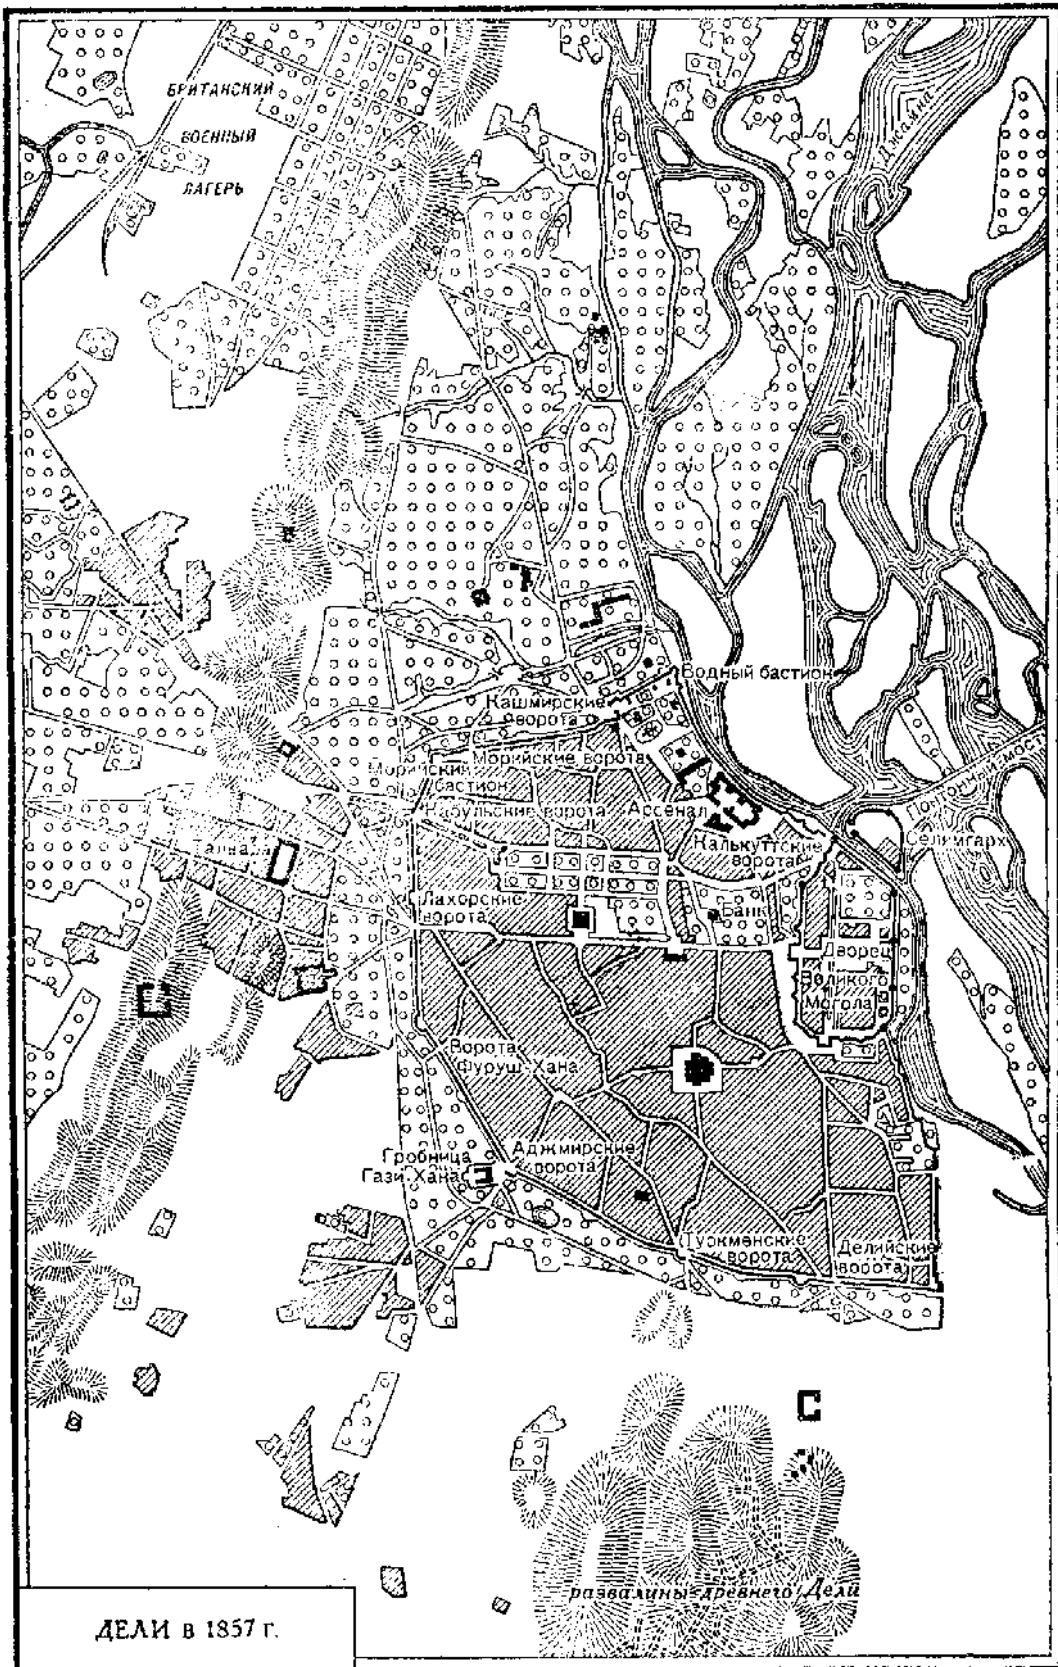 БРИТАНСКИЙ
ВОЕННЫЙ
ЛАГЕРЬ
Джамна
Водный бастион
Кашмирские
ворота
Морийские ворота
Морийский
бастион
Кабульские ворота
Арсенал
Калькуттские
ворота
Понтонный мост
Селимгарх
Лахорские
ворота
Банк
Дворец
Великого
Могола
Ворота
Фуруш-Хана
Гробница
Гази-Хана
Аджмирские
ворота
Туркменские
ворота
Делийские
ворота
развалины древнего Дели
ДЕЛИ в 1857 г.